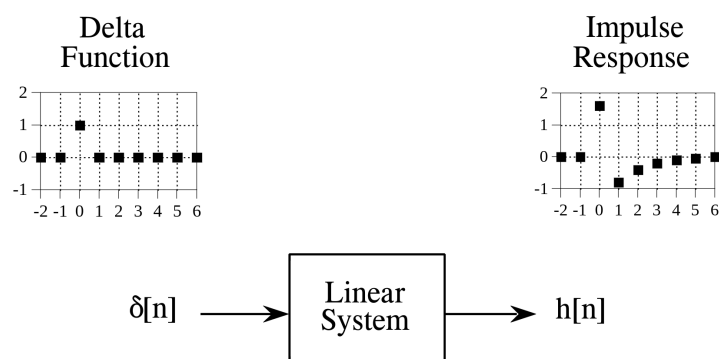 Delta
Function
Impulse
Response
2
1
0
-1
-2 -1 0 1 2 3 4 5 6
2
1
0
-1
-2 -1 0 1 2 3 4 5 6
δ[n]
Linear
System
h[n]